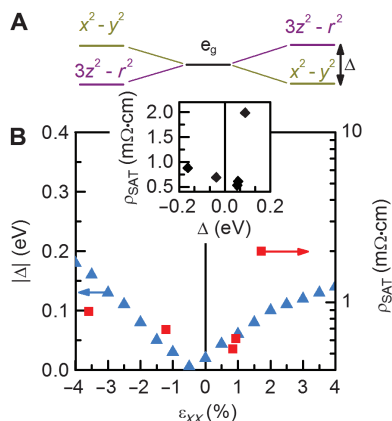 A
x² - y²
3z² - r²
e_g
3z² - r²
x² - y²
Δ
B
ρ_SAT (mΩ·cm)
2.0
1.5
1.0
0.5
-0.2 0.0 0.2
Δ (eV)
|Δ| (eV)
0.4
0.3
0.2
0.1
0.0
10
1
ρ_SAT (mΩ·cm)
-4 -3 -2 -1 0 1 2 3 4
ε_XX (%)